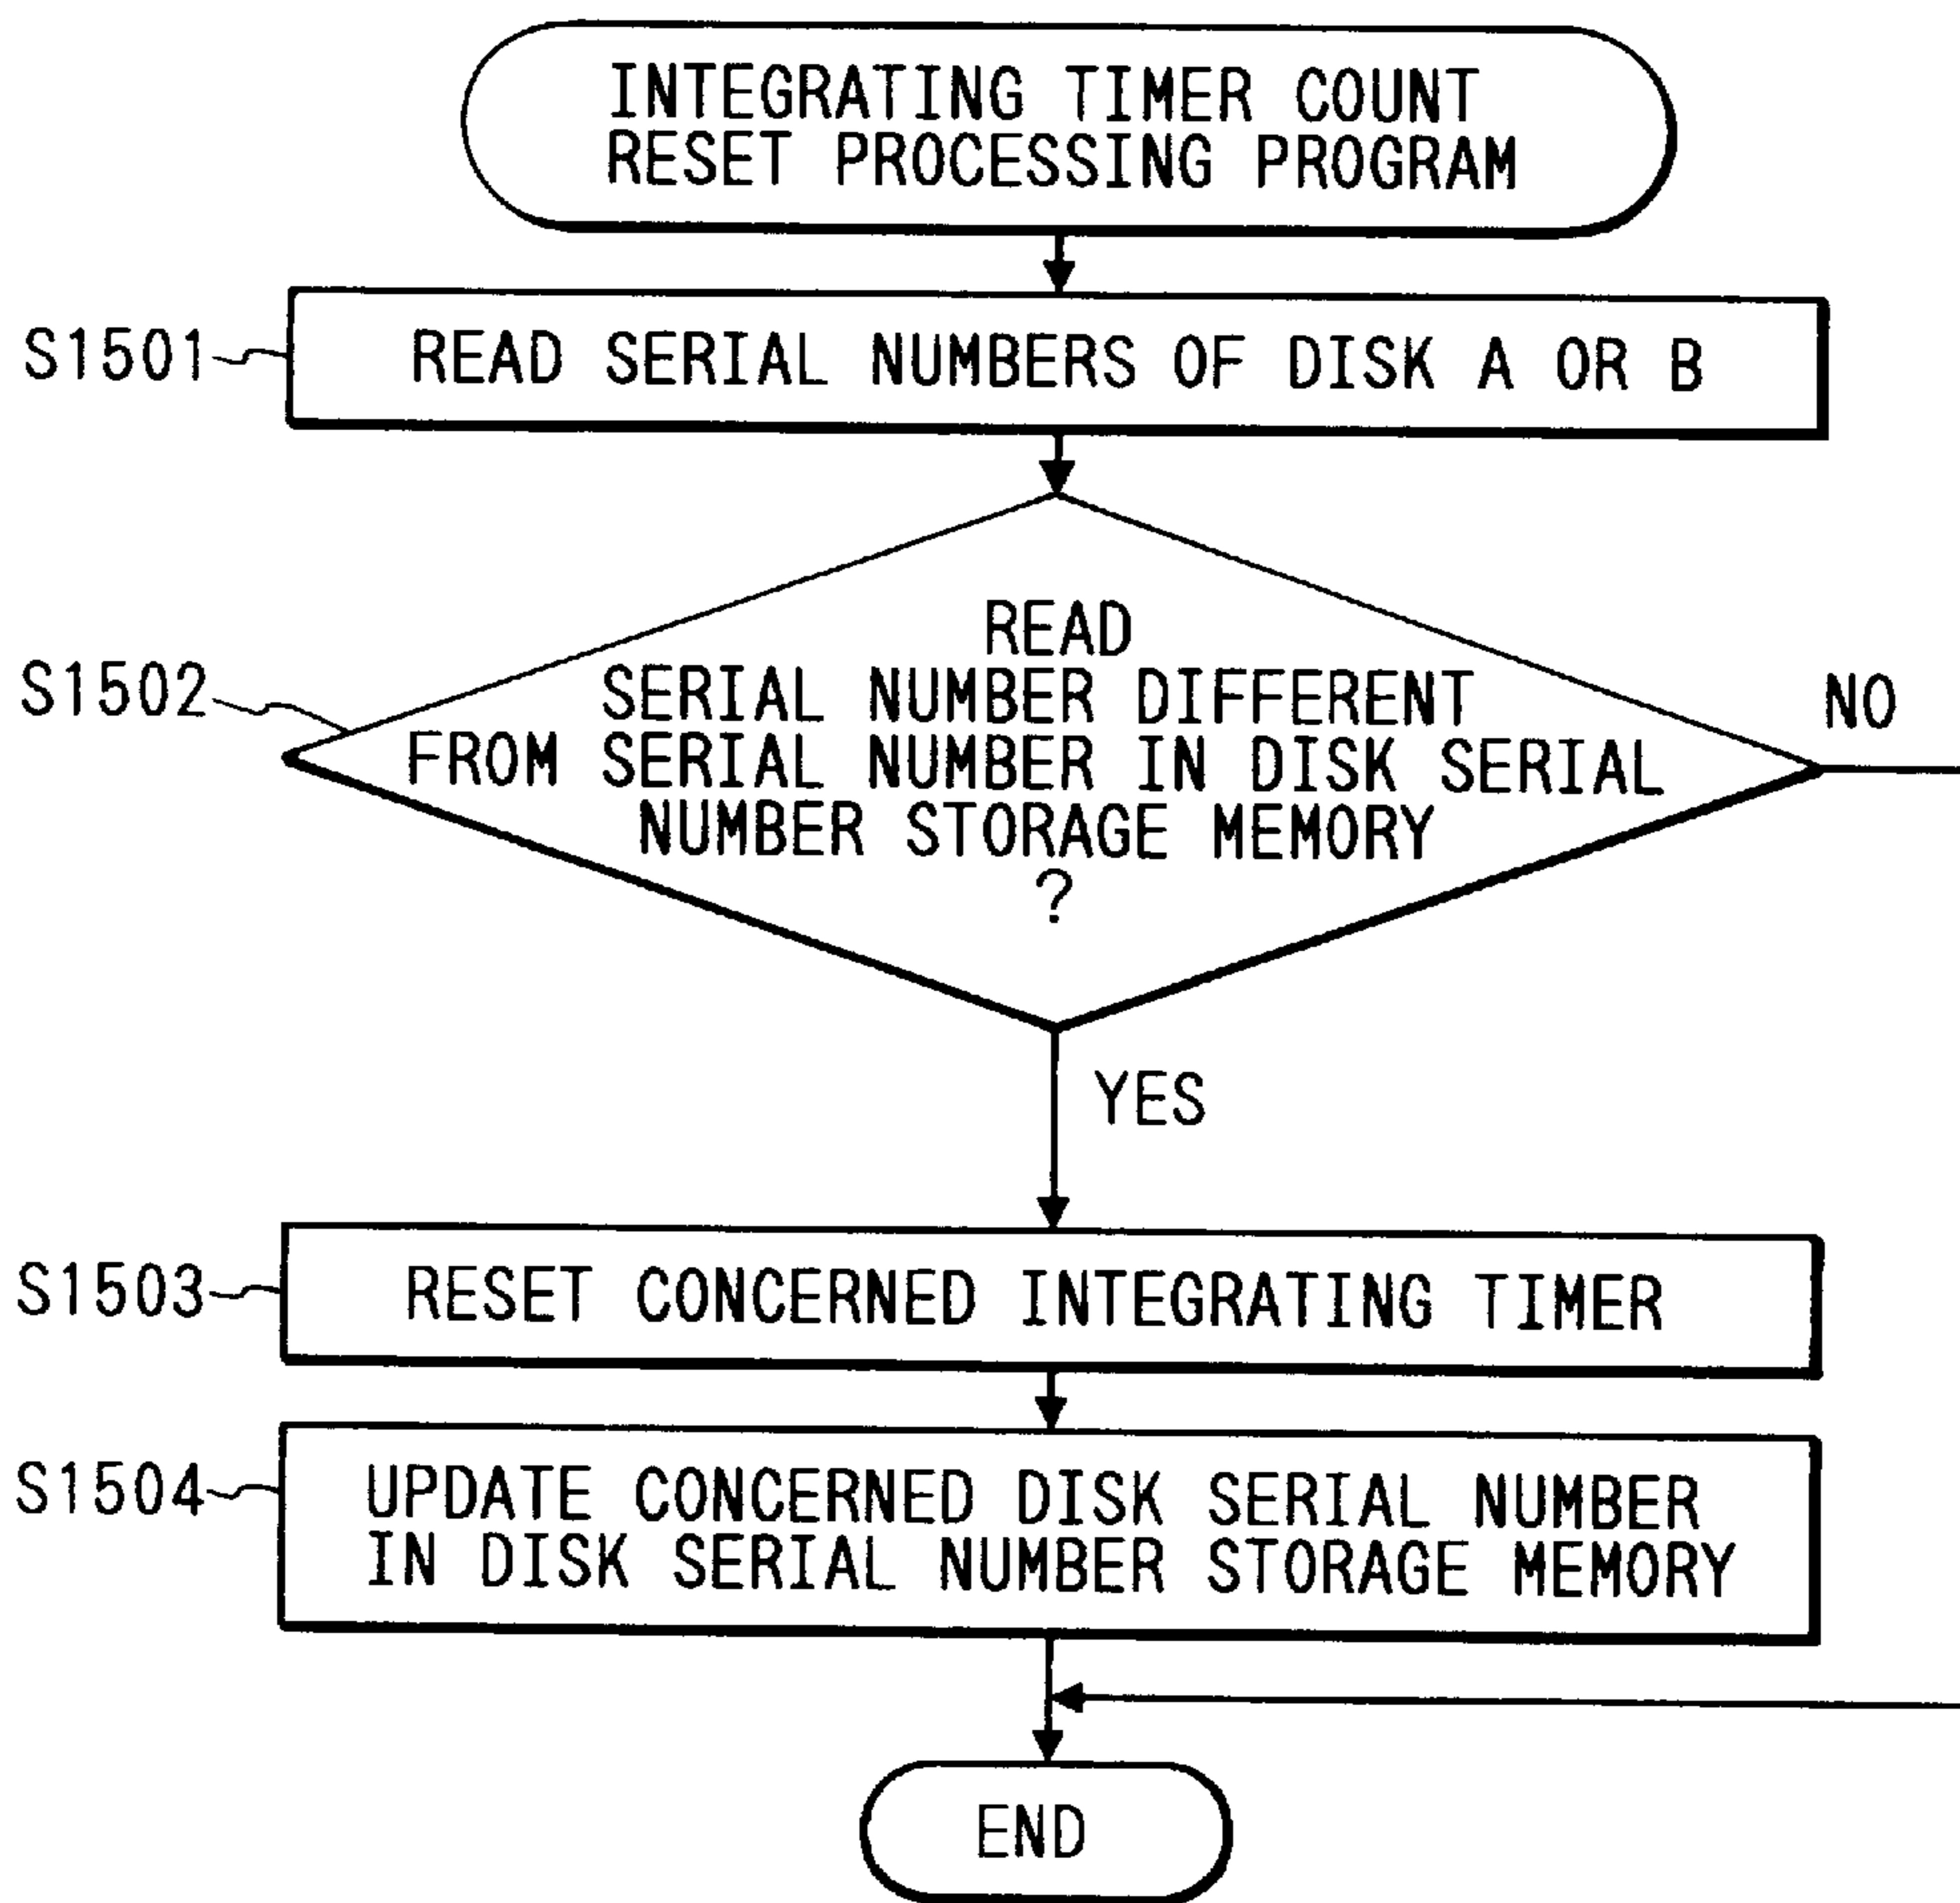 INTEGRATING TIMER COUNT
RESET PROCESSING PROGRAM
S1501
READ SERIAL NUMBERS OF DISK A OR B
S1502
READ
SERIAL NUMBER DIFFERENT
FROM SERIAL NUMBER IN DISK SERIAL
NUMBER STORAGE MEMORY
?
NO
YES
S1503
RESET CONCERNED INTEGRATING TIMER
S1504
UPDATE CONCERNED DISK SERIAL NUMBER
IN DISK SERIAL NUMBER STORAGE MEMORY
END